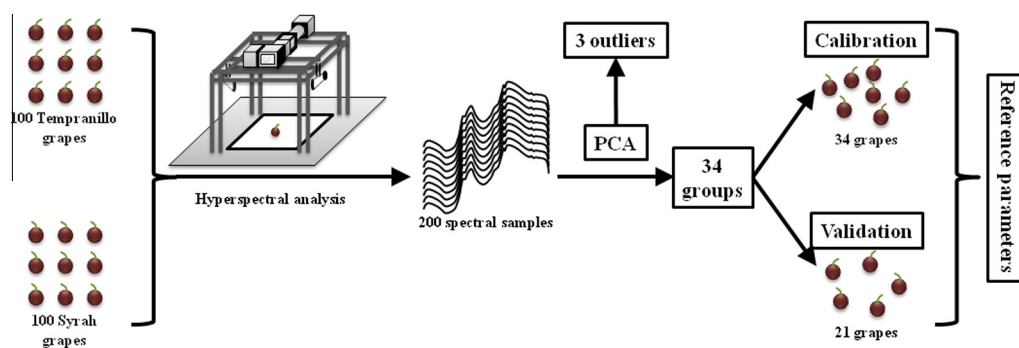 100 Tempranillo
grapes
100 Syrah
grapes
Hyperspectral analysis
200 spectral samples
3 outliers
PCA
34
groups
Calibration
34 grapes
Validation
21 grapes
Reference parameters